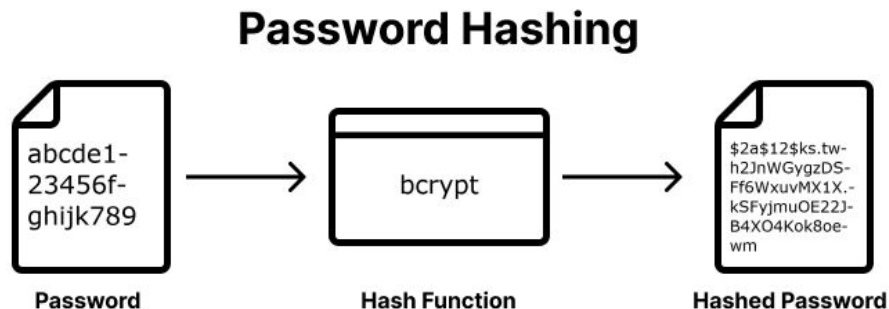 Password Hashing
abcde1-
23456f-
ghijk789
bcrypt
$2a$12$ks.tw-
h2JnWGygzDS-
Ff6WxuvMX1X.-
kSFyjmuOE22J-
B4XO4Kok8oe-
wm
Password
Hash Function
Hashed Password